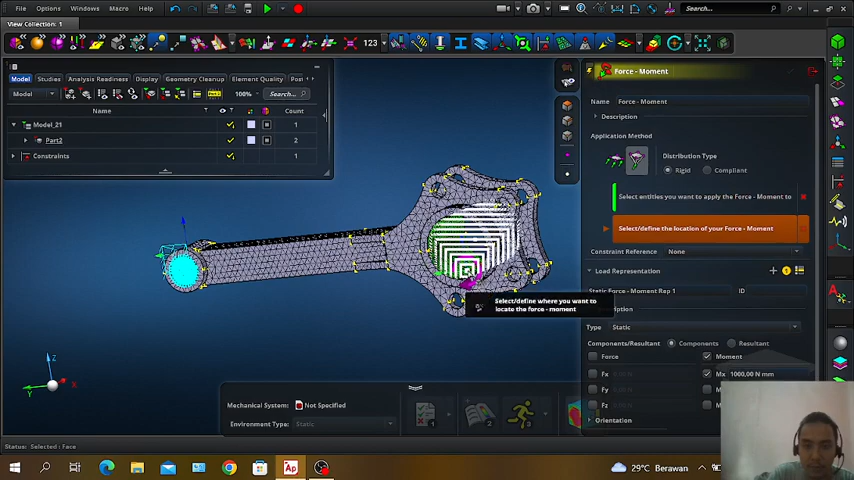 File Options Windows Macro Help Search...
View Collection: 1
123
Force - Moment
Model Studies Analysis Readiness Display Geometry Cleanup Element Quality Post
Model 100% Search...
Name Count
Model_21 1
Part2 2
Constraints 1
Name Force - Moment
Description
Application Method
Distribution Type
Rigid Compliant
Select entities you want to apply the Force - Moment to
Select/define the location of your Force - Moment
Constraint Reference None
Load Representation 1
Static Force - Moment Rep 1 ID
Select/define where you want to
locate the force - moment
Type Static
Components/Resultant Components Resultant
Force Moment
Fx Mx 1000,00 N mm
Fy
Fz
Orientation
Mechanical System: Not Specified
Environment Type: Static
1 2 3
Z
Y X
Status: Selected : Face
Ap 29°C Berawan